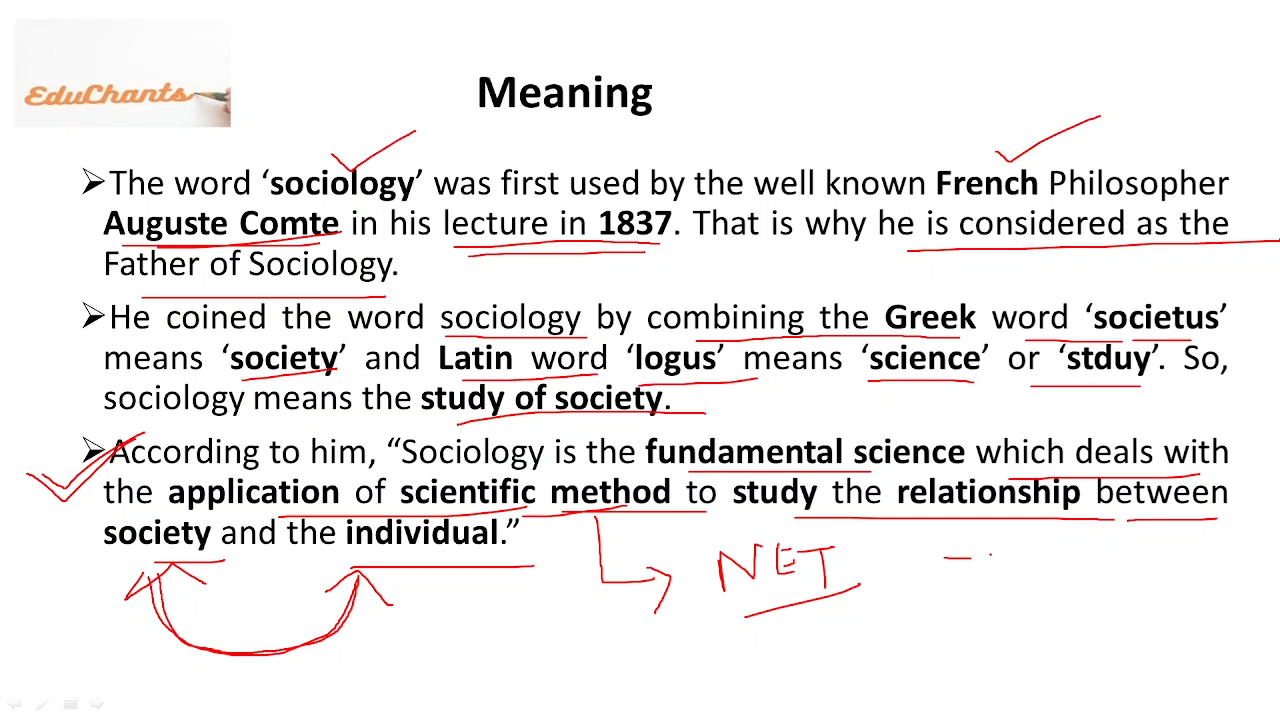 EduChants
Meaning
➢The word ‘sociology’ was first used by the well known French Philosopher
Auguste Comte in his lecture in 1837. That is why he is considered as the
Father of Sociology.
➢He coined the word sociology by combining the Greek word ‘societus’
means ‘society’ and Latin word ‘logus’ means ‘science’ or ‘stduy’. So,
sociology means the study of society.
➢According to him, “Sociology is the fundamental science which deals with
the application of scientific method to study the relationship between
society and the individual.”
NET